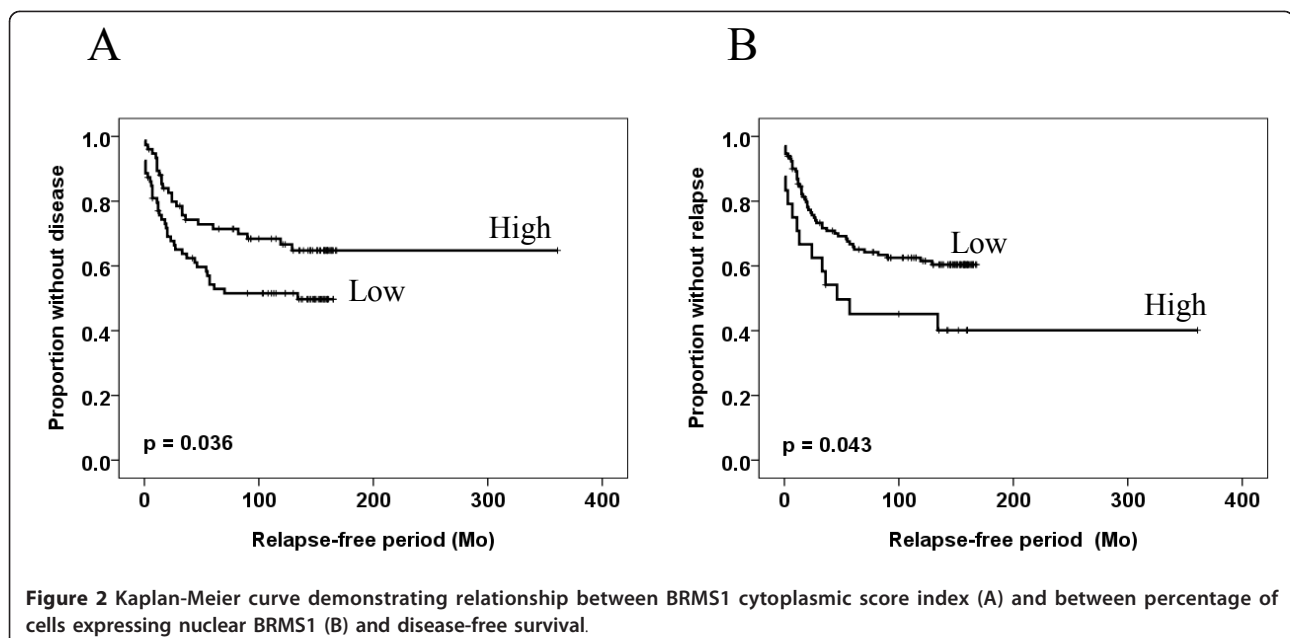 A
B
1.0
0.8
0.6
0.4
0.2
0.0
Proportion without disease
High
Low
p = 0.036
0 100 200 300 400
Relapse-free period (Mo)
1.0
0.8
0.6
0.4
0.2
0.0
Proportion without relapse
Low
High
p = 0.043
0 100 200 300 400
Relapse-free period (Mo)
Figure 2 Kaplan-Meier curve demonstrating relationship between BRMS1 cytoplasmic score index (A) and between percentage of
cells expressing nuclear BRMS1 (B) and disease-free survival.